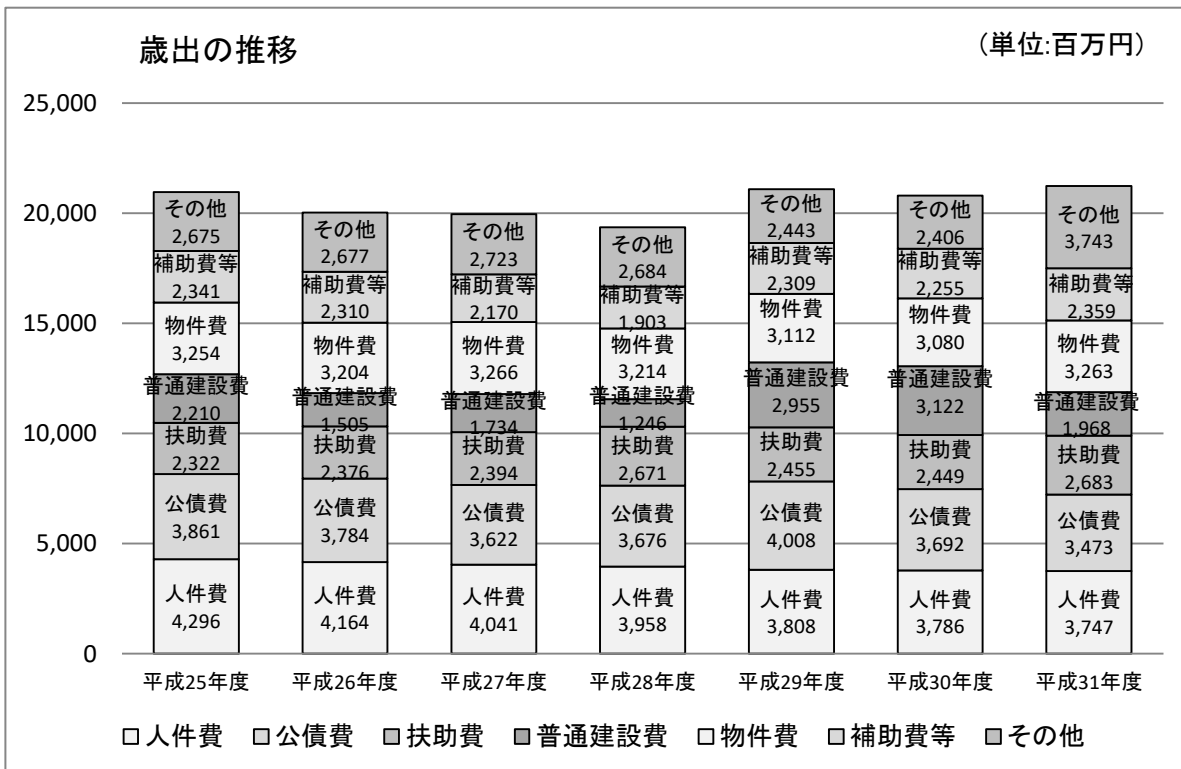 歳出の推移
(単位:百万円)
25,000
20,000
15,000
10,000
5,000
0
その他
2,675
補助費等
2,341
物件費
3,254
普通建設費
2,210
扶助費
2,322
公債費
3,861
人件費
4,296
その他
2,677
補助費等
2,310
物件費
3,204
普通建設費
1,505
扶助費
2,376
公債費
3,784
人件費
4,164
その他
2,723
補助費等
2,170
物件費
3,266
普通建設費
1,734
扶助費
2,394
公債費
3,622
人件費
4,041
その他
2,684
補助費等
1,903
物件費
3,214
普通建設費
1,246
扶助費
2,671
公債費
3,676
人件費
3,958
その他
2,443
補助費等
2,309
物件費
3,112
普通建設費
2,955
扶助費
2,455
公債費
4,008
人件費
3,808
その他
2,406
補助費等
2,255
物件費
3,080
普通建設費
3,122
扶助費
2,449
公債費
3,692
人件費
3,786
その他
3,743
補助費等
2,359
物件費
3,263
普通建設費
1,968
扶助費
2,683
公債費
3,473
人件費
3,747
平成25年度 平成26年度 平成27年度 平成28年度 平成29年度 平成30年度 平成31年度
人件費 公債費 扶助費 普通建設費 物件費 補助費等 その他